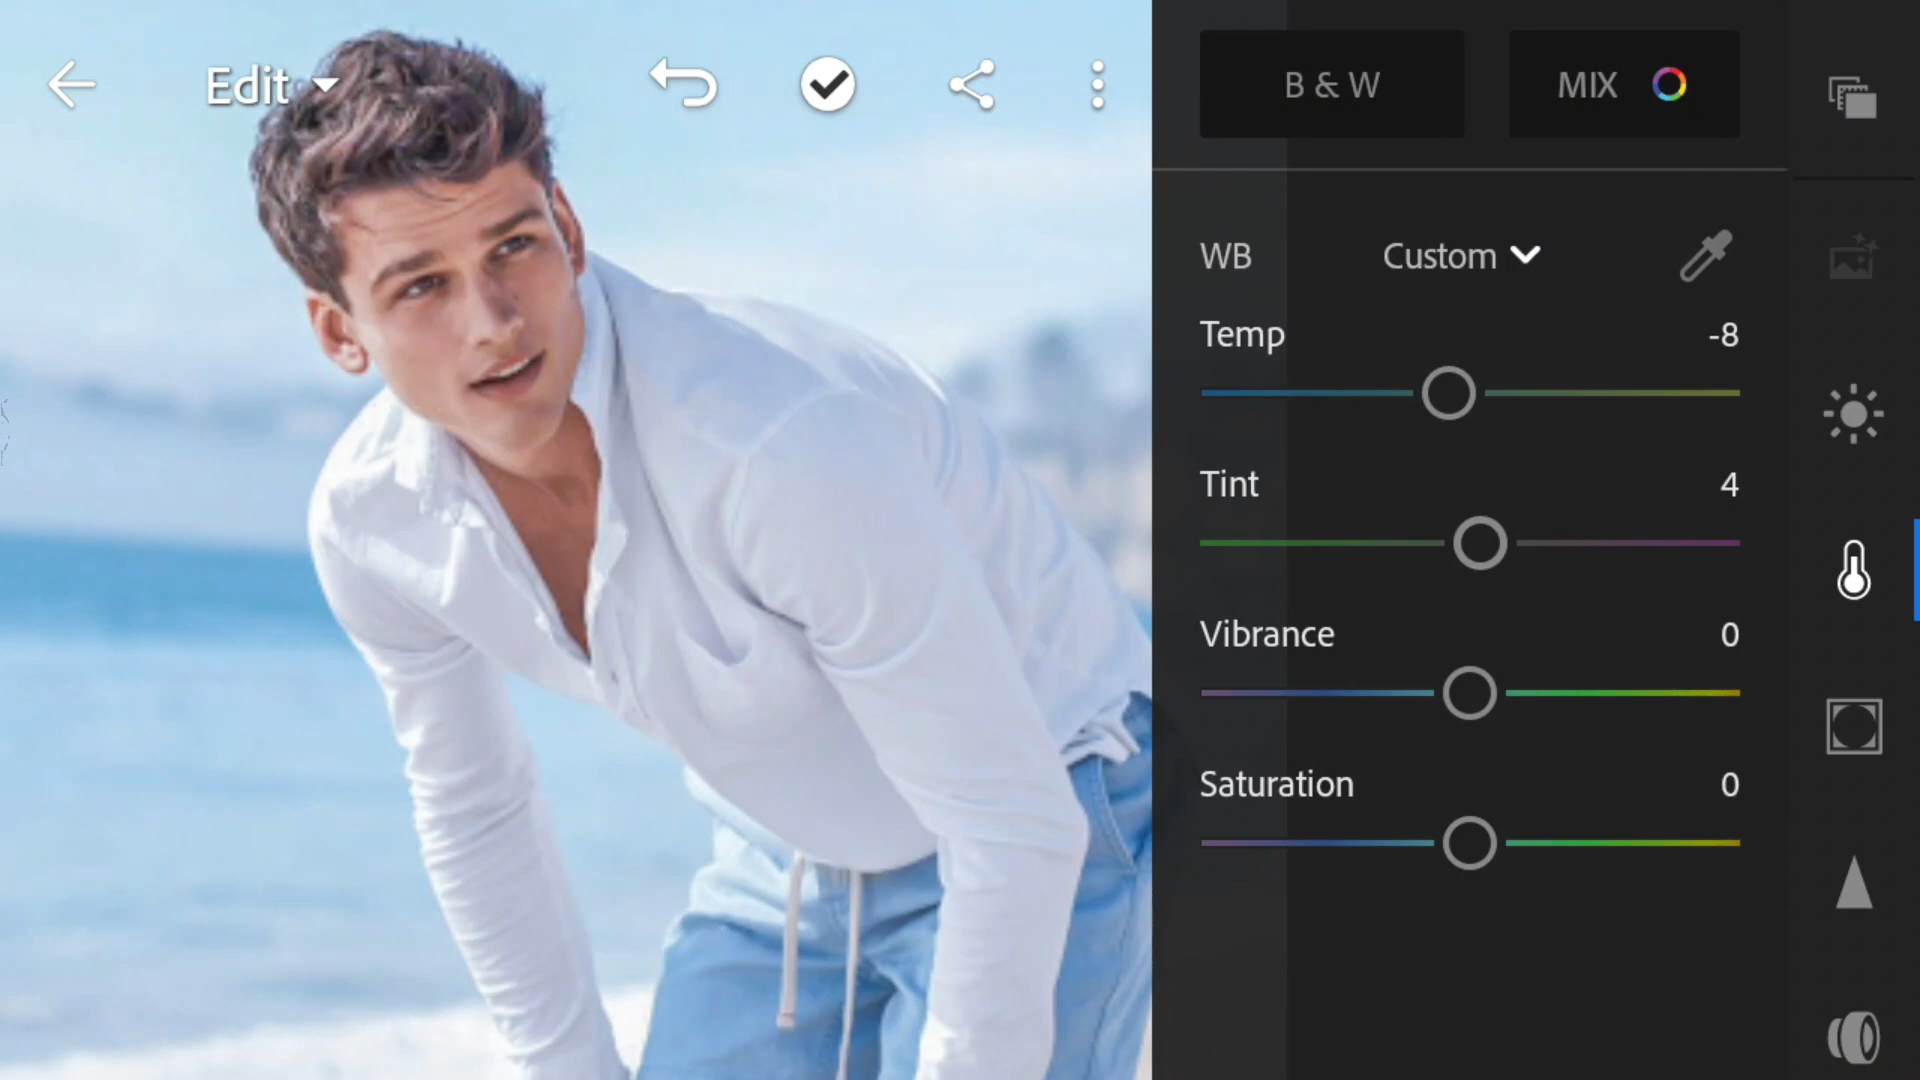 Edit
B & W
MIX
WB
Custom
Temp
-8
Tint
4
Vibrance
0
Saturation
0